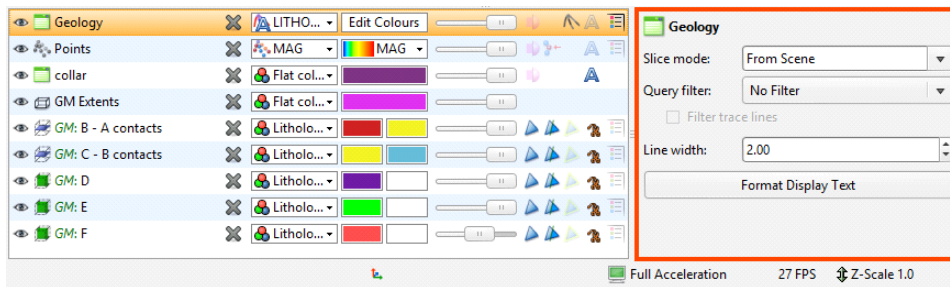 Geology LITHO... Edit Colours
Points MAG MAG
collar Flat col...
GM Extents Flat col...
GM: B - A contacts Litholo...
GM: C - B contacts Litholo...
GM: D Litholo...
GM: E Litholo...
GM: F Litholo...
Geology
Slice mode: From Scene
Query filter: No Filter
Filter trace lines
Line width: 2.00
Format Display Text
Full Acceleration 27 FPS Z-Scale 1.0